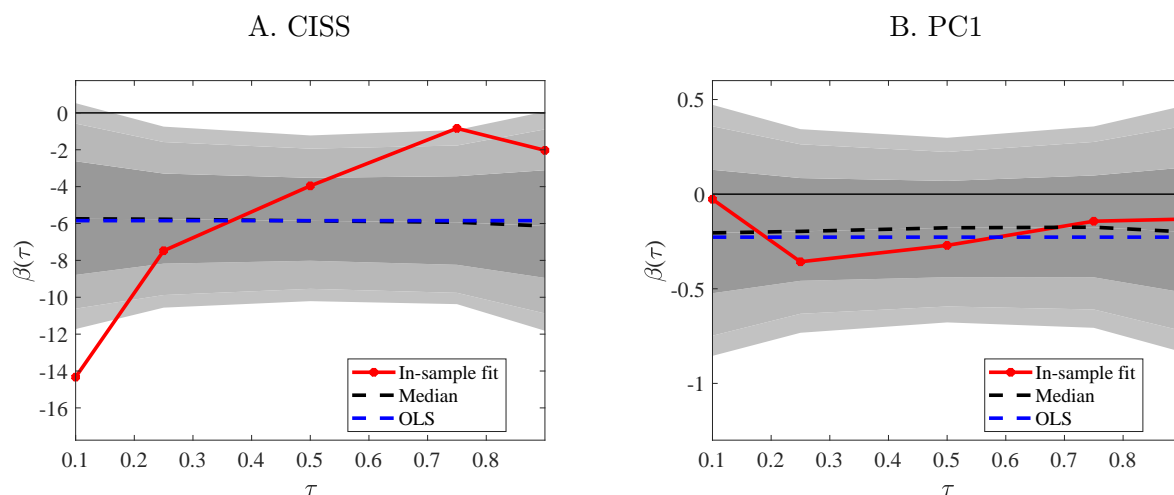 A. CISS
0
-2
-4
-6
-8
-10
-12
-14
-16
β(τ)
0.1 0.2 0.3 0.4 0.5 0.6 0.7 0.8
τ
In-sample fit
Median
OLS
B. PC1
0.5
0
-0.5
-1
β(τ)
0.1 0.2 0.3 0.4 0.5 0.6 0.7 0.8
τ
In-sample fit
Median
OLS